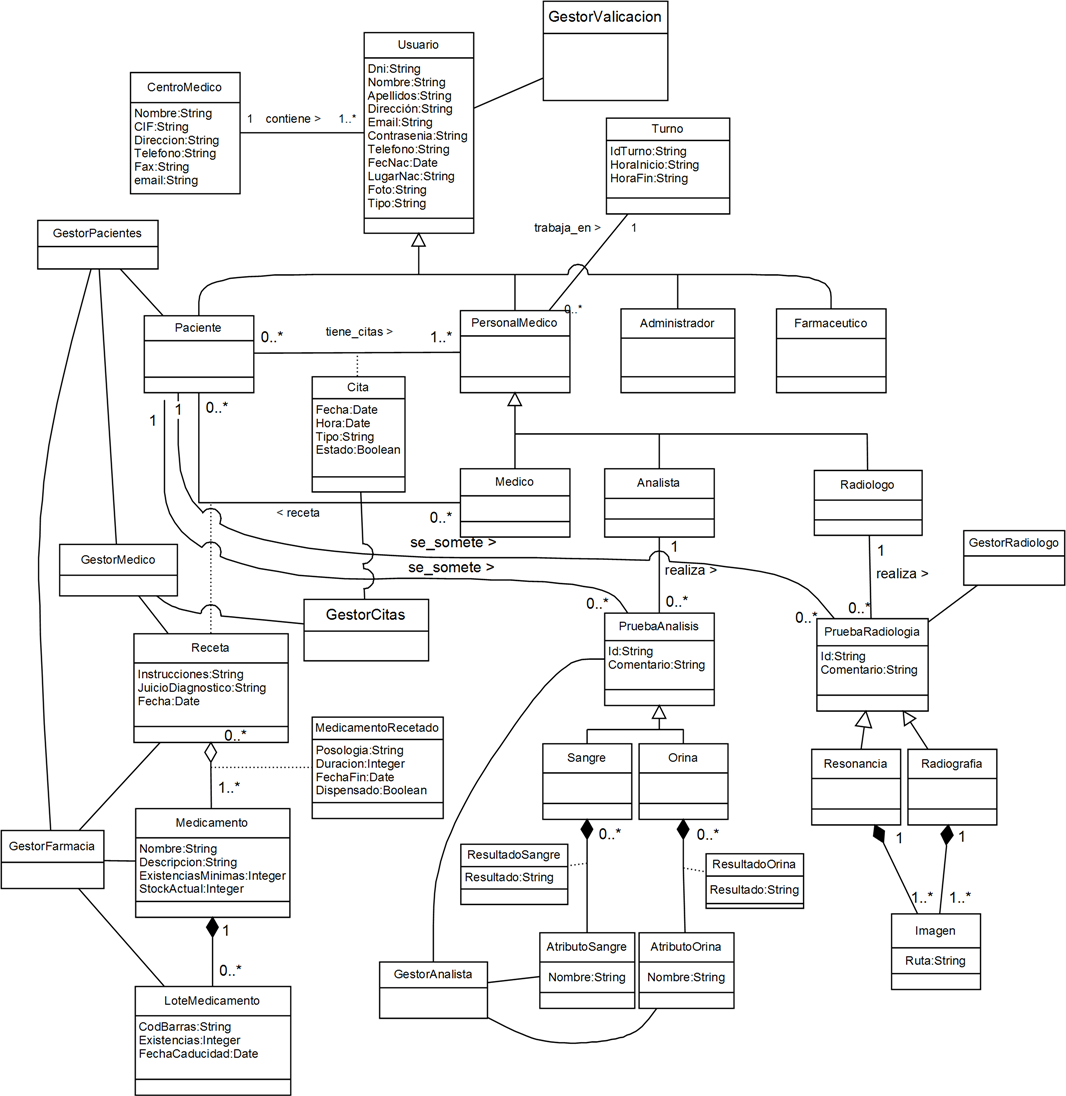 GestorValicacion
Usuario
Dni:String
Nombre:String
Apellidos:String
Dirección:String
Email:String
Contrasenia:String
Telefono:String
FecNac:Date
LugarNac:String
Foto:String
Tipo:String
CentroMedico
Nombre:String
CIF:String
Direccion:String
Telefono:String
Fax:String
email:String
1 contiene > 1..*
Turno
IdTurno:String
HoraInicio:String
HoraFin:String
trabaja_en > 1
0..*
GestorPacientes
Paciente
0..* tiene_citas > 1..*
PersonalMedico
Administrador
Farmaceutico
Cita
Fecha:Date
Hora:Date
Tipo:String
Estado:Boolean
1
1
0..*
Medico
Analista
Radiologo
< receta
0..*
se_somete >
se_somete >
1
realiza >
0..*
0..*
1
realiza >
0..*
0..*
GestorRadiologo
GestorMedico
GestorCitas
PruebaAnalisis
Id:String
Comentario:String
PruebaRadiologia
Id:String
Comentario:String
Receta
Instrucciones:String
JuicioDiagnostico:String
Fecha:Date
0..*
1..*
MedicamentoRecetado
Posologia:String
Duracion:Integer
FechaFin:Date
Dispensado:Boolean
Sangre
Orina
Resonancia
Radiografia
GestorFarmacia
Medicamento
Nombre:String
Descripcion:String
ExistenciasMinimas:Integer
StockActual:Integer
1
0..*
0..*
0..*
ResultadoSangre
Resultado:String
ResultadoOrina
Resultado:String
1
1
1..*
1..*
Imagen
Ruta:String
AtributoSangre
Nombre:String
AtributoOrina
Nombre:String
GestorAnalista
LoteMedicamento
CodBarras:String
Existencias:Integer
FechaCaducidad:Date